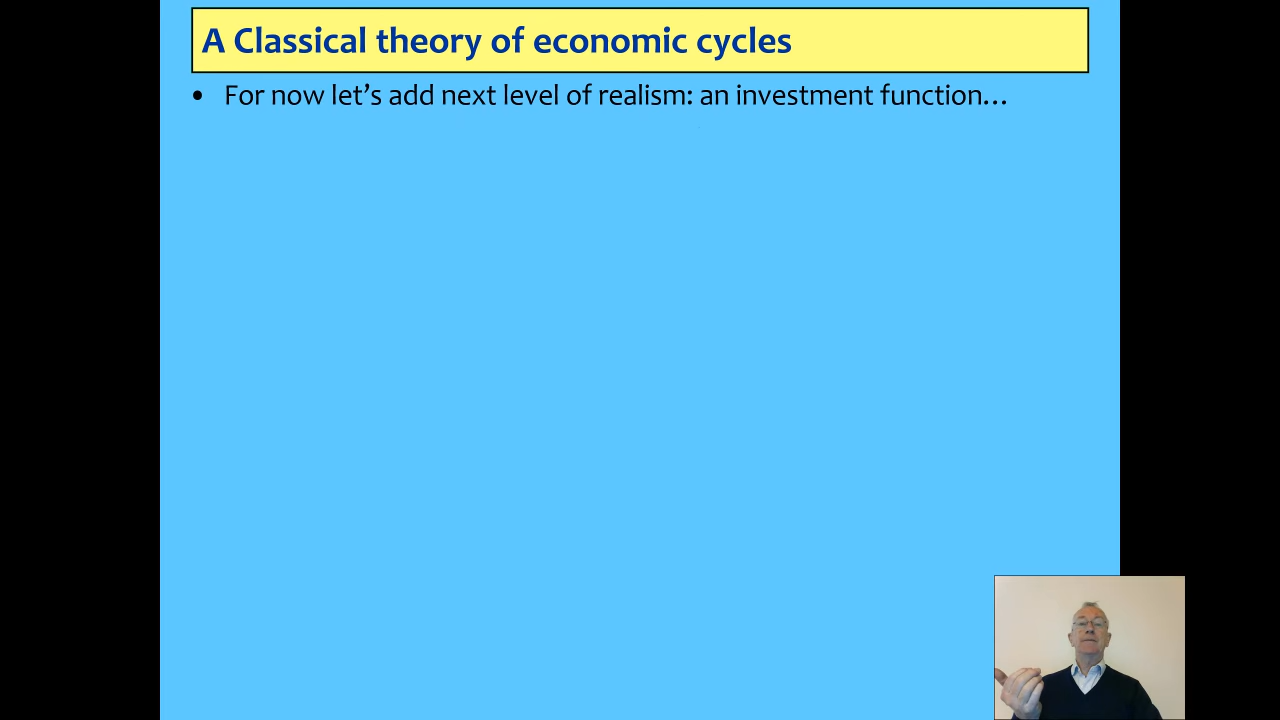 A Classical theory of economic cycles
• For now let’s add next level of realism: an investment function…